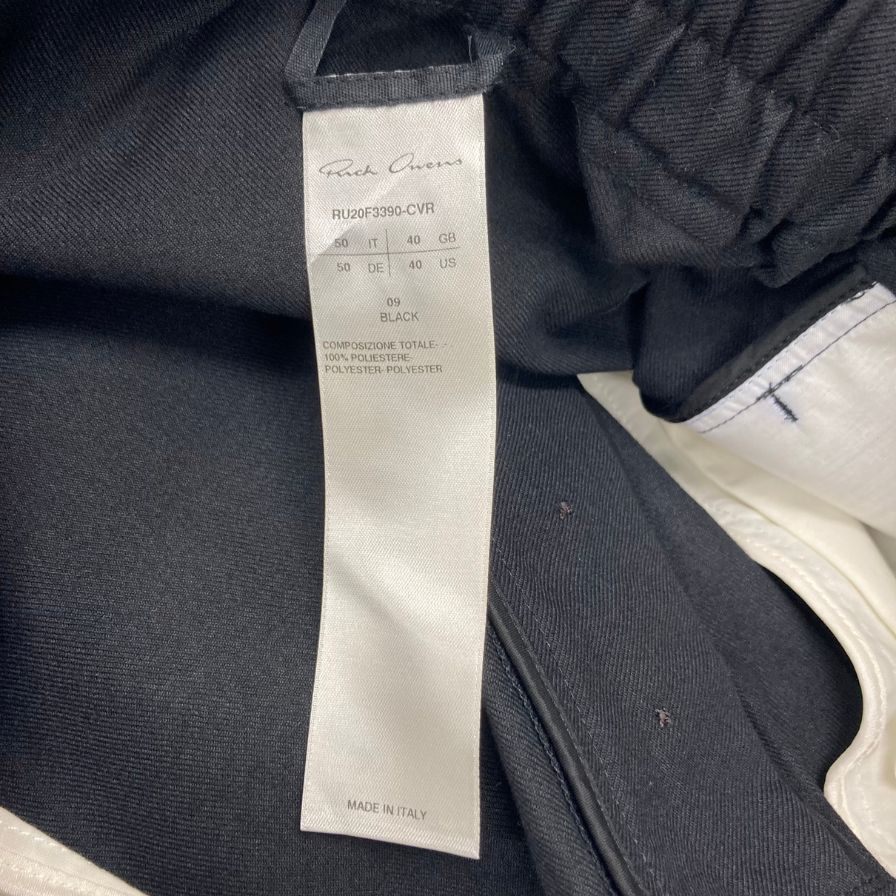 Rick Owens
RU20F3390-CVR
50 IT 40 GB
50 DE 40 US
09
BLACK
COMPOSIZIONE TOTALE- -
100% POLIESTERE-
POLYESTER- POLYESTER
MADE IN ITALY